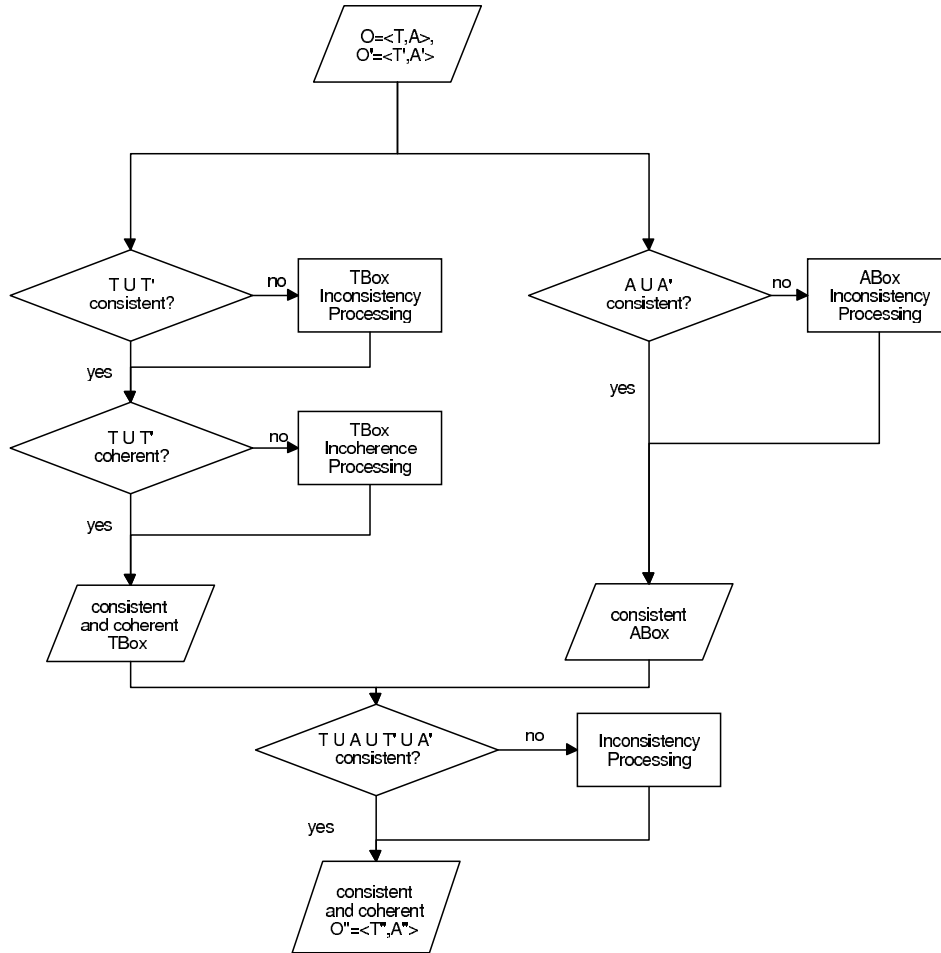 O=<T,A>,
O'=<T',A'>
T U T'
consistent?
no
TBox
Inconsistency
Processing
A U A'
consistent?
no
ABox
Inconsistency
Processing
yes
yes
T U T'
coherent?
no
TBox
Incoherence
Processing
yes
consistent
and coherent
TBox
consistent
ABox
T U A U T' U A'
consistent?
no
Inconsistency
Processing
yes
consistent
and coherent
O"=<T",A">